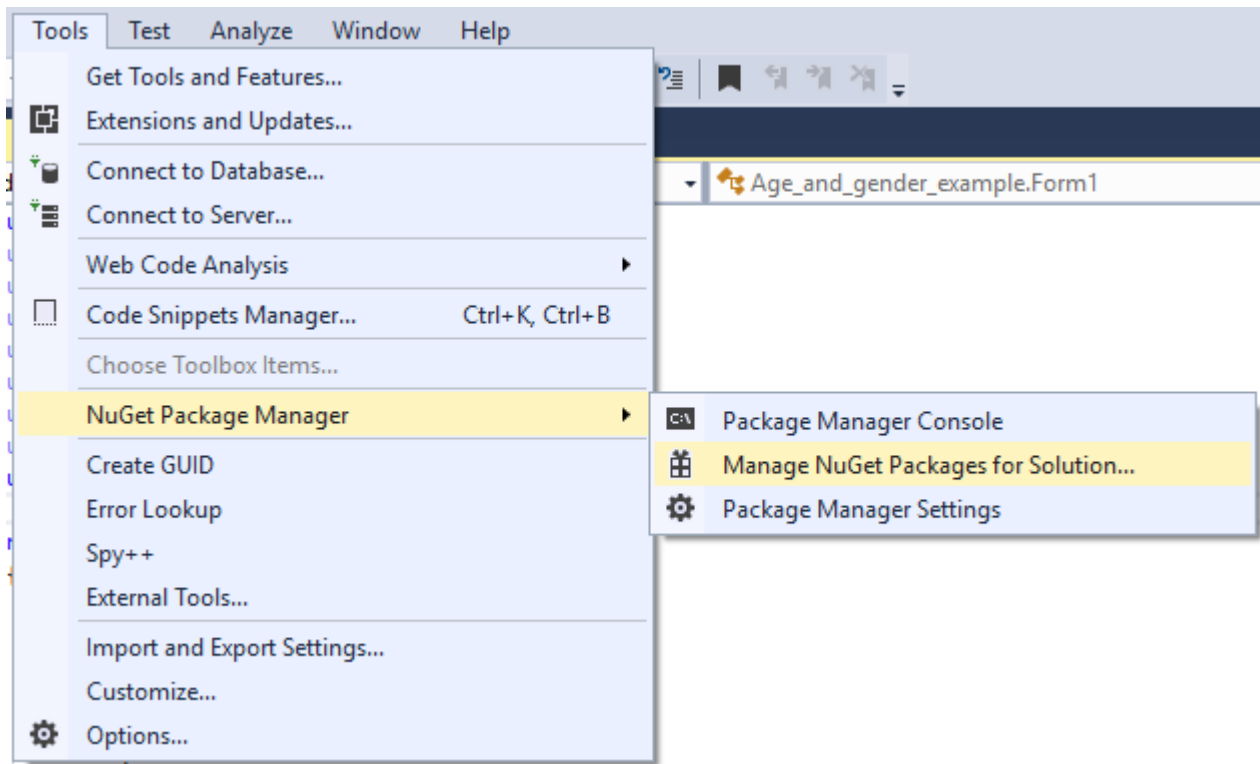 Tools Test Analyze Window Help
Get Tools and Features...
Extensions and Updates...
Connect to Database...
Age_and_gender_example.Form1
Connect to Server...
Web Code Analysis
Code Snippets Manager... Ctrl+K, Ctrl+B
Choose Toolbox Items...
NuGet Package Manager
C:\ Package Manager Console
Manage NuGet Packages for Solution...
Package Manager Settings
Create GUID
Error Lookup
Spy++
External Tools...
Import and Export Settings...
Customize...
Options...